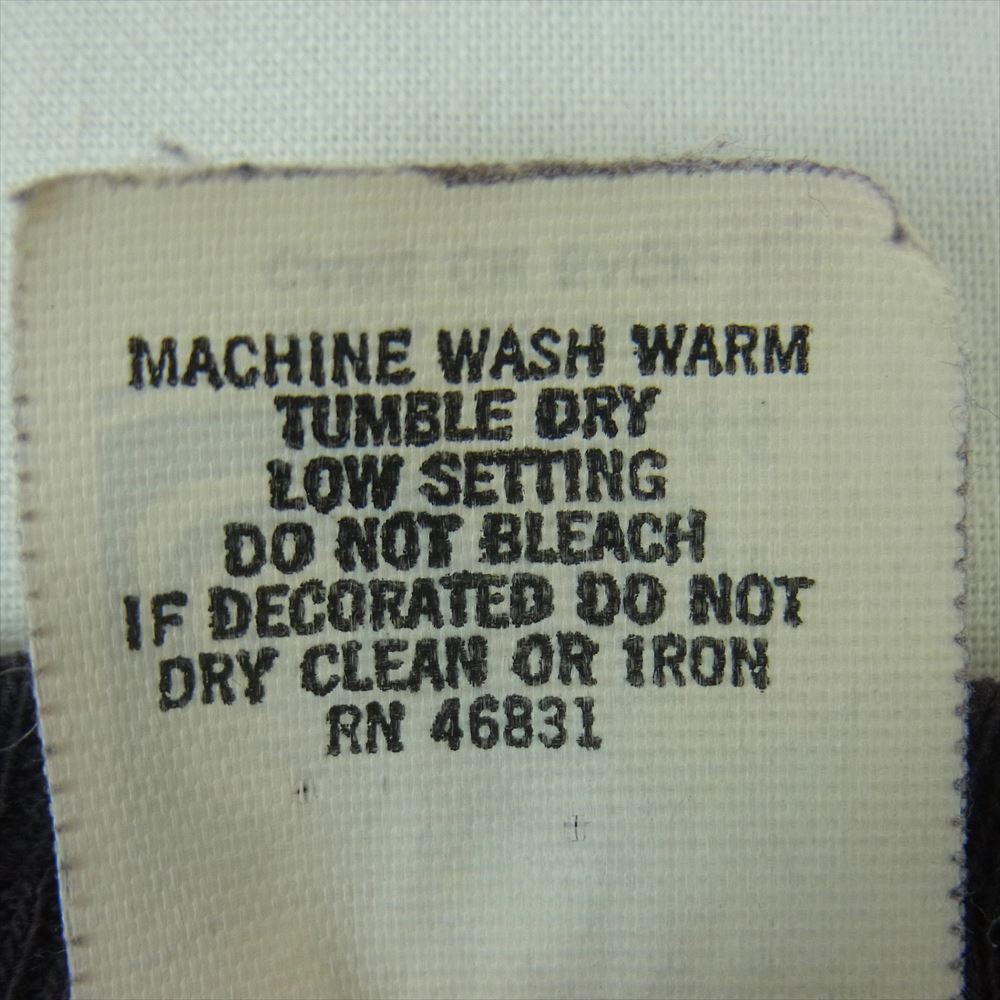 MACHINE WASH WARM
TUMBLE DRY
LOW SETTING
DO NOT BLEACH
IF DECORATED DO NOT
DRY CLEAN OR IRON
RN 46831